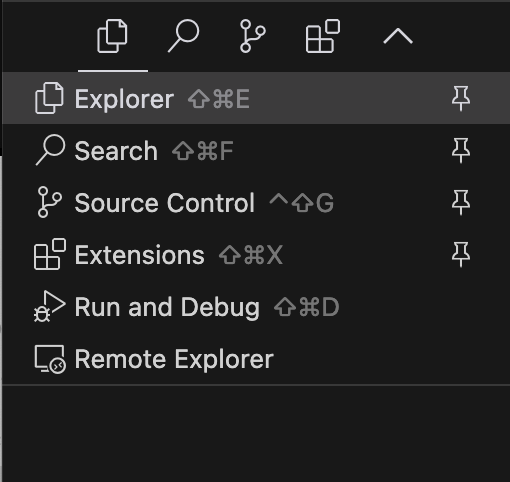 Explorer ⇧⌘E
Search ⇧⌘F
Source Control ^⇧G
Extensions ⇧⌘X
Run and Debug ⇧⌘D
Remote Explorer